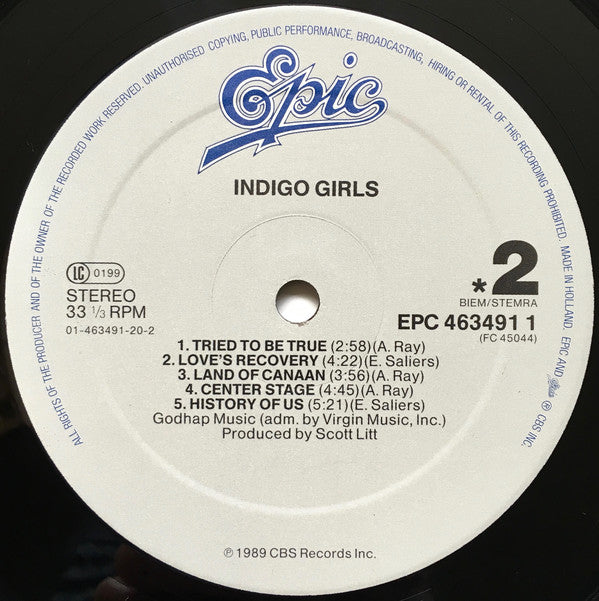 ALL RIGHTS OF THE PRODUCER AND OF THE OWNER OF THE RECORDED WORK RESERVED. UNAUTHORISED COPYING, PUBLIC PERFORMANCE, BROADCASTING, HIRING OR RENTAL OF THIS RECORDING PROHIBITED. MADE IN HOLLAND. EPIC AND Epic ® CBS INC.
Epic
INDIGO GIRLS
LC 0199
STEREO
33 1/3 RPM
01-463491-20-2
*2
BIEM/STEMRA
EPC 463491 1
(FC 45044)
1. TRIED TO BE TRUE (2:58)(A. Ray)
2. LOVE'S RECOVERY (4:22)(E. Saliers)
3. LAND OF CANAAN (3:56)(A. Ray)
4. CENTER STAGE (4:45)(A. Ray)
5. HISTORY OF US (5:21)(E. Saliers)
Godhap Music (adm. by Virgin Music, Inc.)
Produced by Scott Litt
℗ 1989 CBS Records Inc.